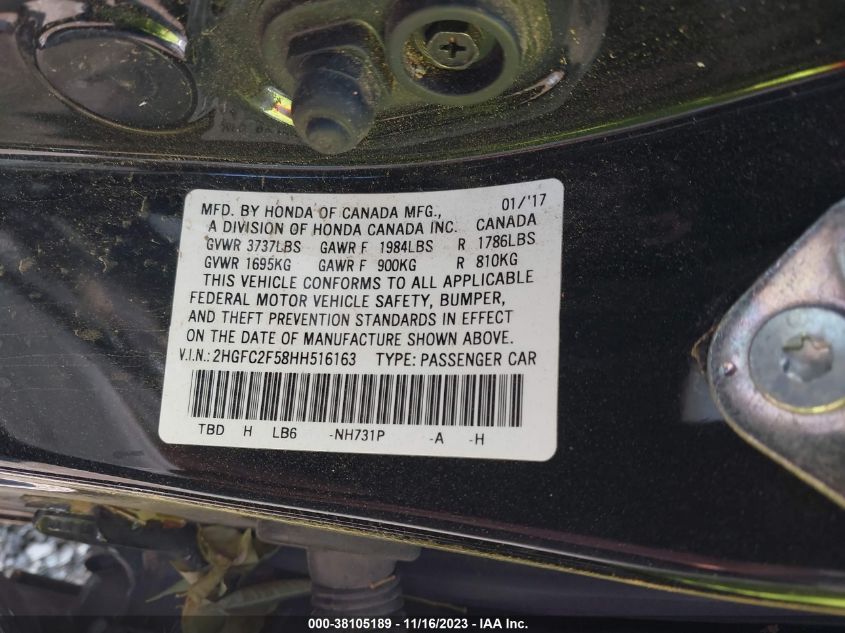 MFD. BY HONDA OF CANADA MFG., 01/'17
A DIVISION OF HONDA CANADA INC. CANADA
GVWR 3737LBS GAWR F 1984LBS R 1786LBS
GVWR 1695KG GAWR F 900KG R 810KG
THIS VEHICLE CONFORMS TO ALL APPLICABLE
FEDERAL MOTOR VEHICLE SAFETY, BUMPER,
AND THEFT PREVENTION STANDARDS IN EFFECT
ON THE DATE OF MANUFACTURE SHOWN ABOVE.
V.I.N.: 2HGFC2F58HH516163 TYPE: PASSENGER CAR
TBD H LB6 -NH731P -A -H
000-38105189 - 11/16/2023 - IAA Inc.